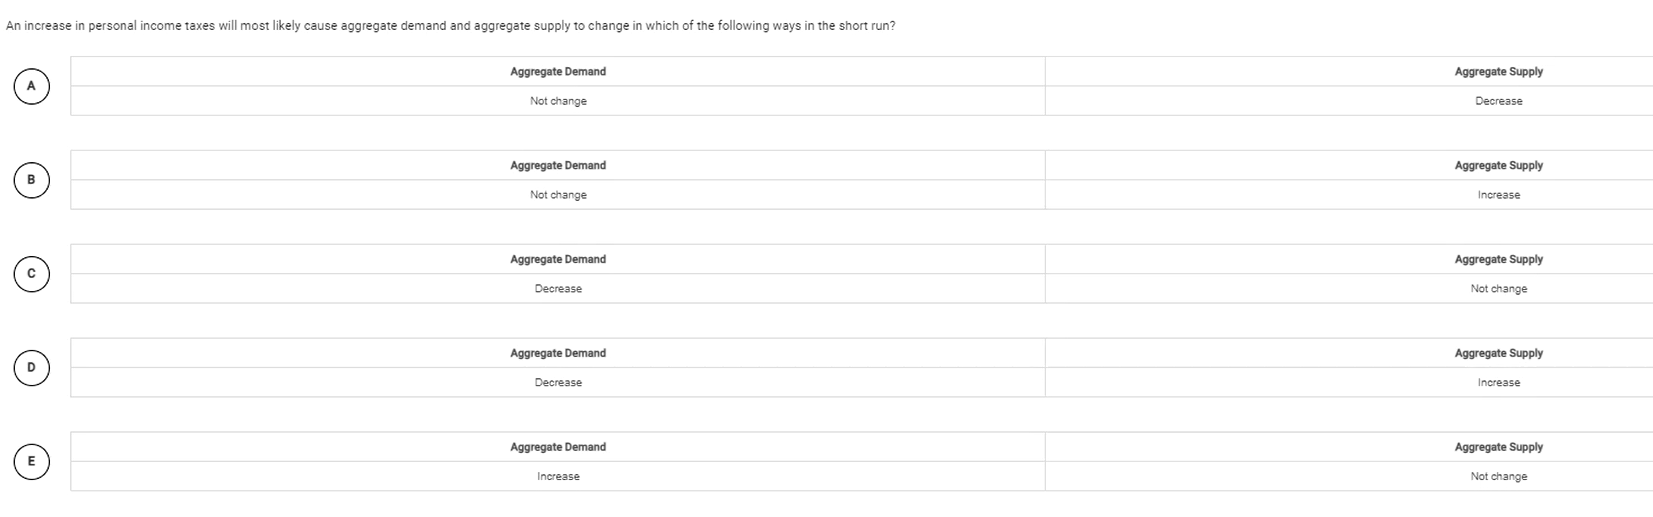 An increase in personal income taxes will most likely cause aggregate demand and aggregate supply to change in which of the following ways in the short run?
A
Aggregate Demand Aggregate Supply
Not change Decrease
B
Aggregate Demand Aggregate Supply
Not change Increase
C
Aggregate Demand Aggregate Supply
Decrease Not change
D
Aggregate Demand Aggregate Supply
Decrease Increase
E
Aggregate Demand Aggregate Supply
Increase Not change